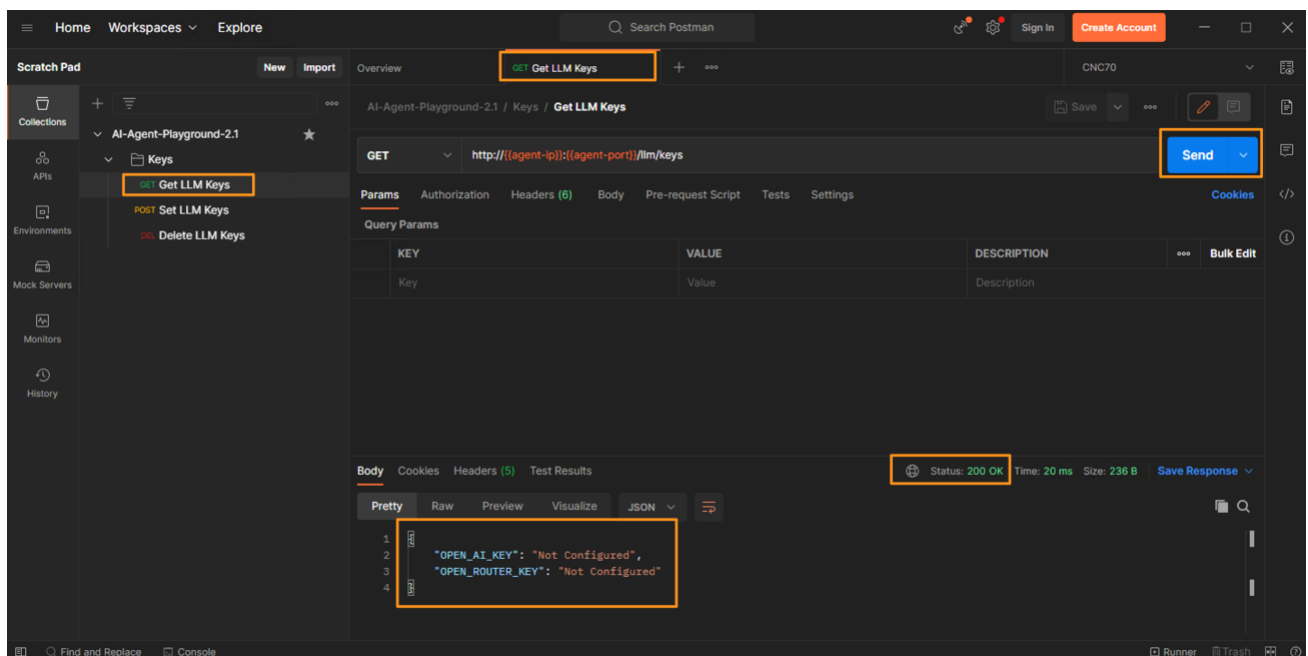 Home Workspaces Explore Search Postman Sign In Create Account
Scratch Pad New Import Overview GET Get LLM Keys CNC70
Collections
APIs
Environments
Mock Servers
Monitors
History
AI-Agent-Playground-2.1
Keys
GET Get LLM Keys
POST Set LLM Keys
DEL Delete LLM Keys
AI-Agent-Playground-2.1 / Keys / Get LLM Keys Save
GET http://{{agent-ip}}:{{agent-port}}/llm/keys Send
Params Authorization Headers (6) Body Pre-request Script Tests Settings Cookies
Query Params
KEY VALUE DESCRIPTION Bulk Edit
Key Value Description
Body Cookies Headers (5) Test Results Status: 200 OK Time: 20 ms Size: 236 B Save Response
Pretty Raw Preview Visualize JSON
1 {
2 "OPEN_AI_KEY": "Not Configured",
3 "OPEN_ROUTER_KEY": "Not Configured"
4 }
Find and Replace Console Runner Trash